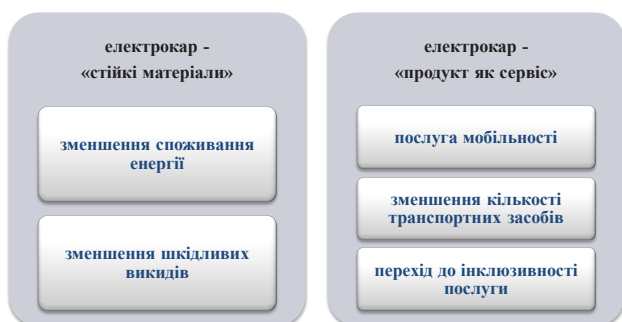 електрокар -
«стійкі матеріали»
зменшення споживання
енергії
зменшення шкідливих
викидів
електрокар -
«продукт як сервіс»
послуга мобільності
зменшення кількості
транспортних засобів
перехід до інклюзивності
послуги